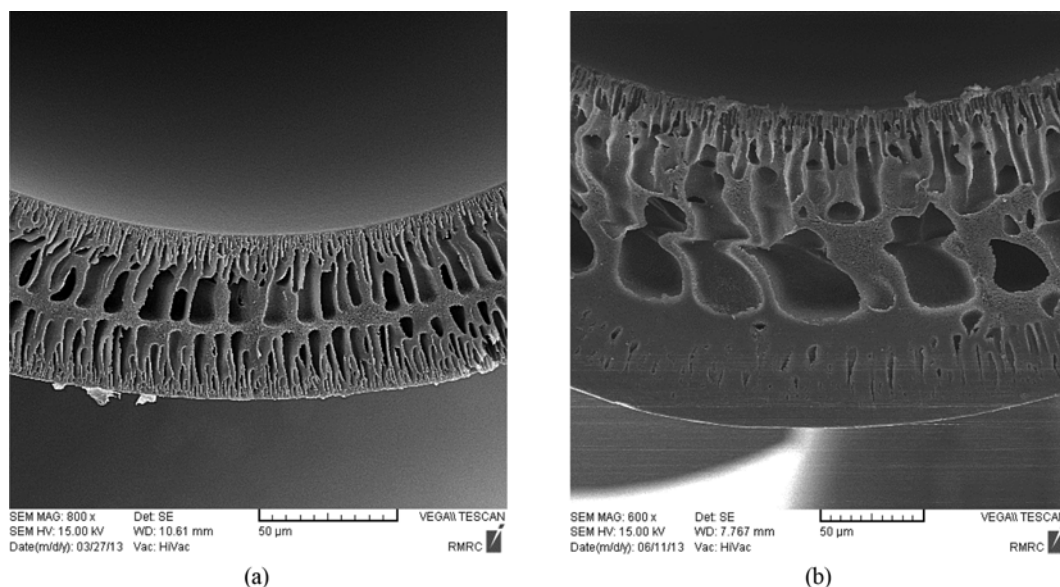 SEM MAG: 800 x Det: SE
SEM HV: 15.00 kV WD: 10.61 mm 50 µm VEGA\\ TESCAN
Date(m/d/y): 03/27/13 Vac: HiVac RMRC
SEM MAG: 600 x Det: SE
SEM HV: 15.00 kV WD: 7.767 mm 50 µm VEGA\\ TESCAN
Date(m/d/y): 06/11/13 Vac: HiVac RMRC
(a) (b)